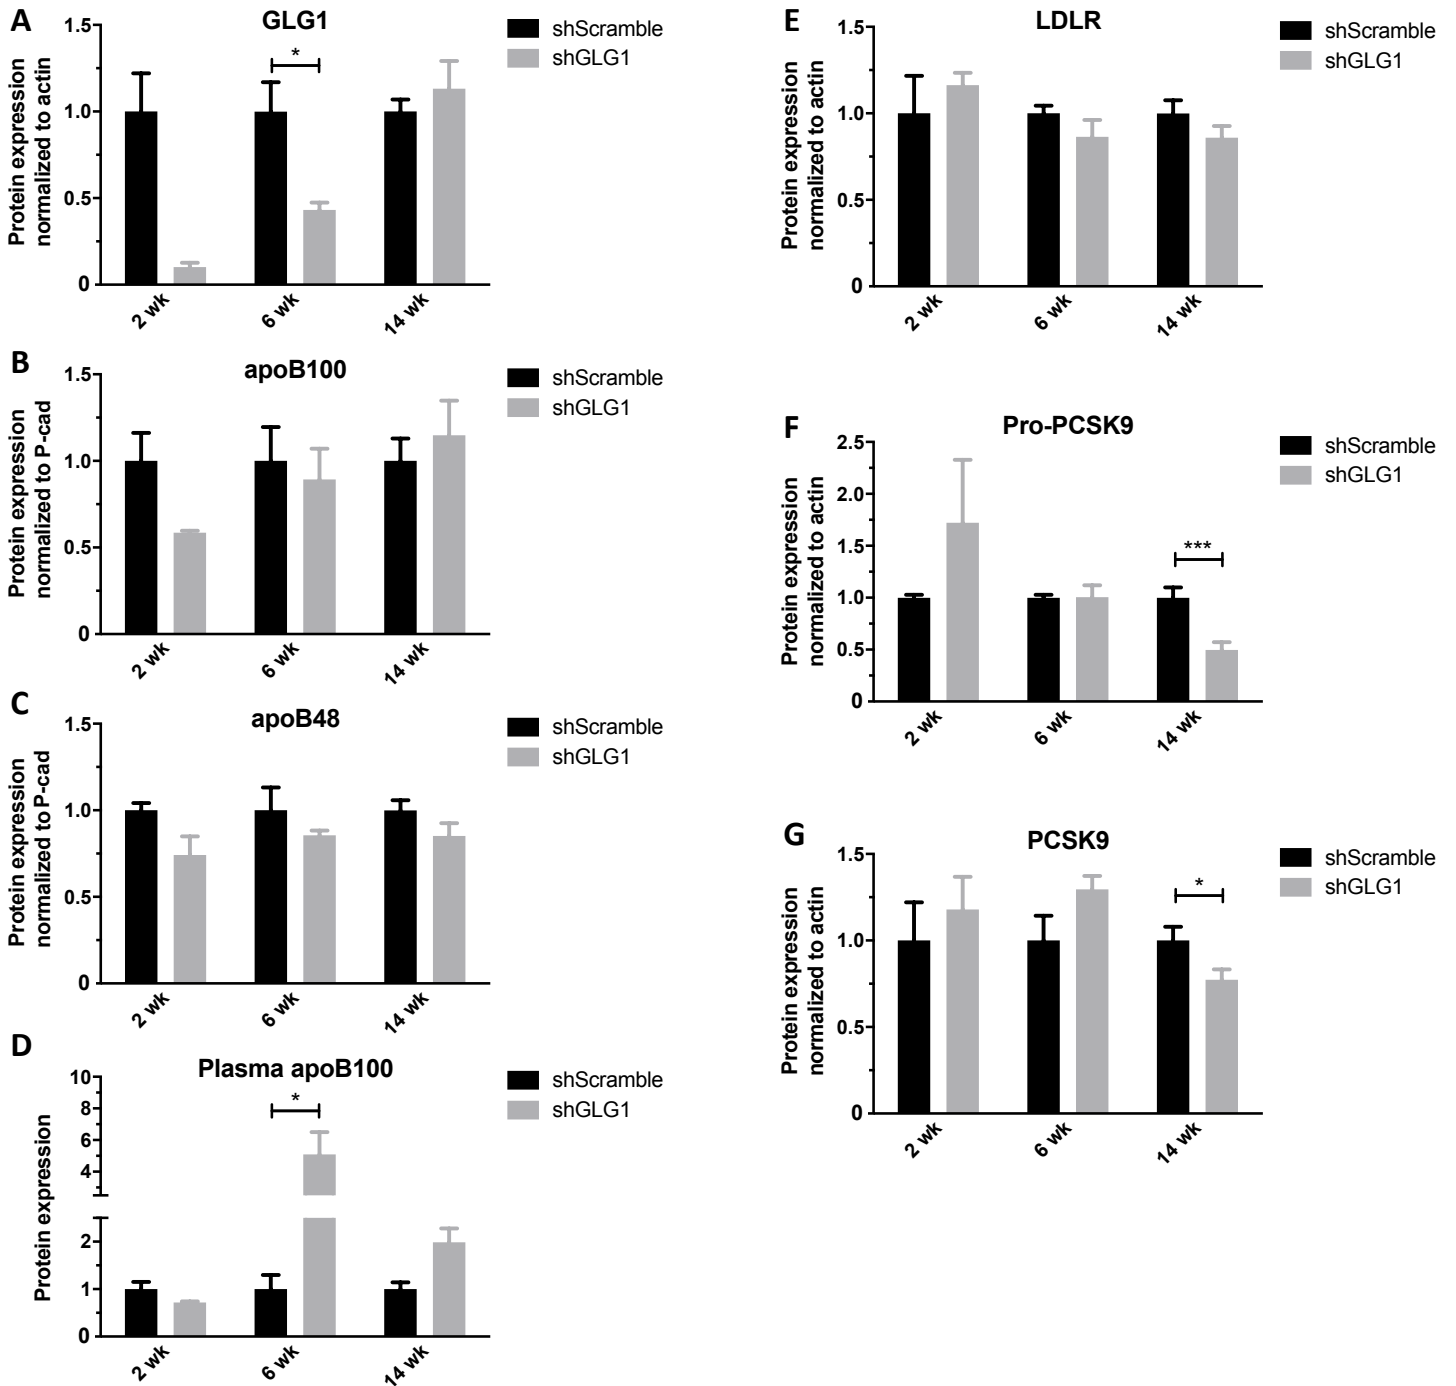 A
GLG1
shScramble
shGLG1
Protein expression
normalized to actin
1.5
1.0
0.5
0
*
2 wk
6 wk
14 wk
B
apoB100
shScramble
shGLG1
Protein expression
normalized to P-cad
1.5
1.0
0.5
0
2 wk
6 wk
14 wk
C
apoB48
shScramble
shGLG1
Protein expression
normalized to P-cad
1.5
1.0
0.5
0
2 wk
6 wk
14 wk
D
Plasma apoB100
shScramble
shGLG1
Protein expression
10
8
6
4
2
1
0
*
2 wk
6 wk
14 wk
E
LDLR
shScramble
shGLG1
Protein expression
normalized to actin
1.5
1.0
0.5
0
2 wk
6 wk
14 wk
F
Pro-PCSK9
shScramble
shGLG1
Protein expression
normalized to actin
2.5
2.0
1.5
1.0
0.5
0
***
2 wk
6 wk
14 wk
G
PCSK9
shScramble
shGLG1
Protein expression
normalized to actin
1.5
1.0
0.5
0
*
2 wk
6 wk
14 wk